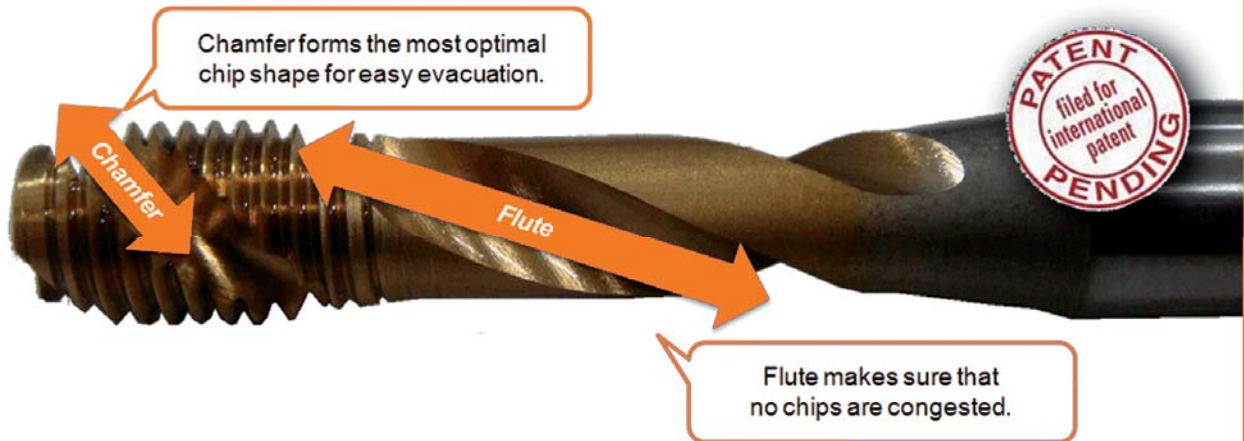 Chamfer forms the most optimal
chip shape for easy evacuation.
PATENT
filed for
international
patent
PENDING
Chamfer
Flute
Flute makes sure that
no chips are congested.